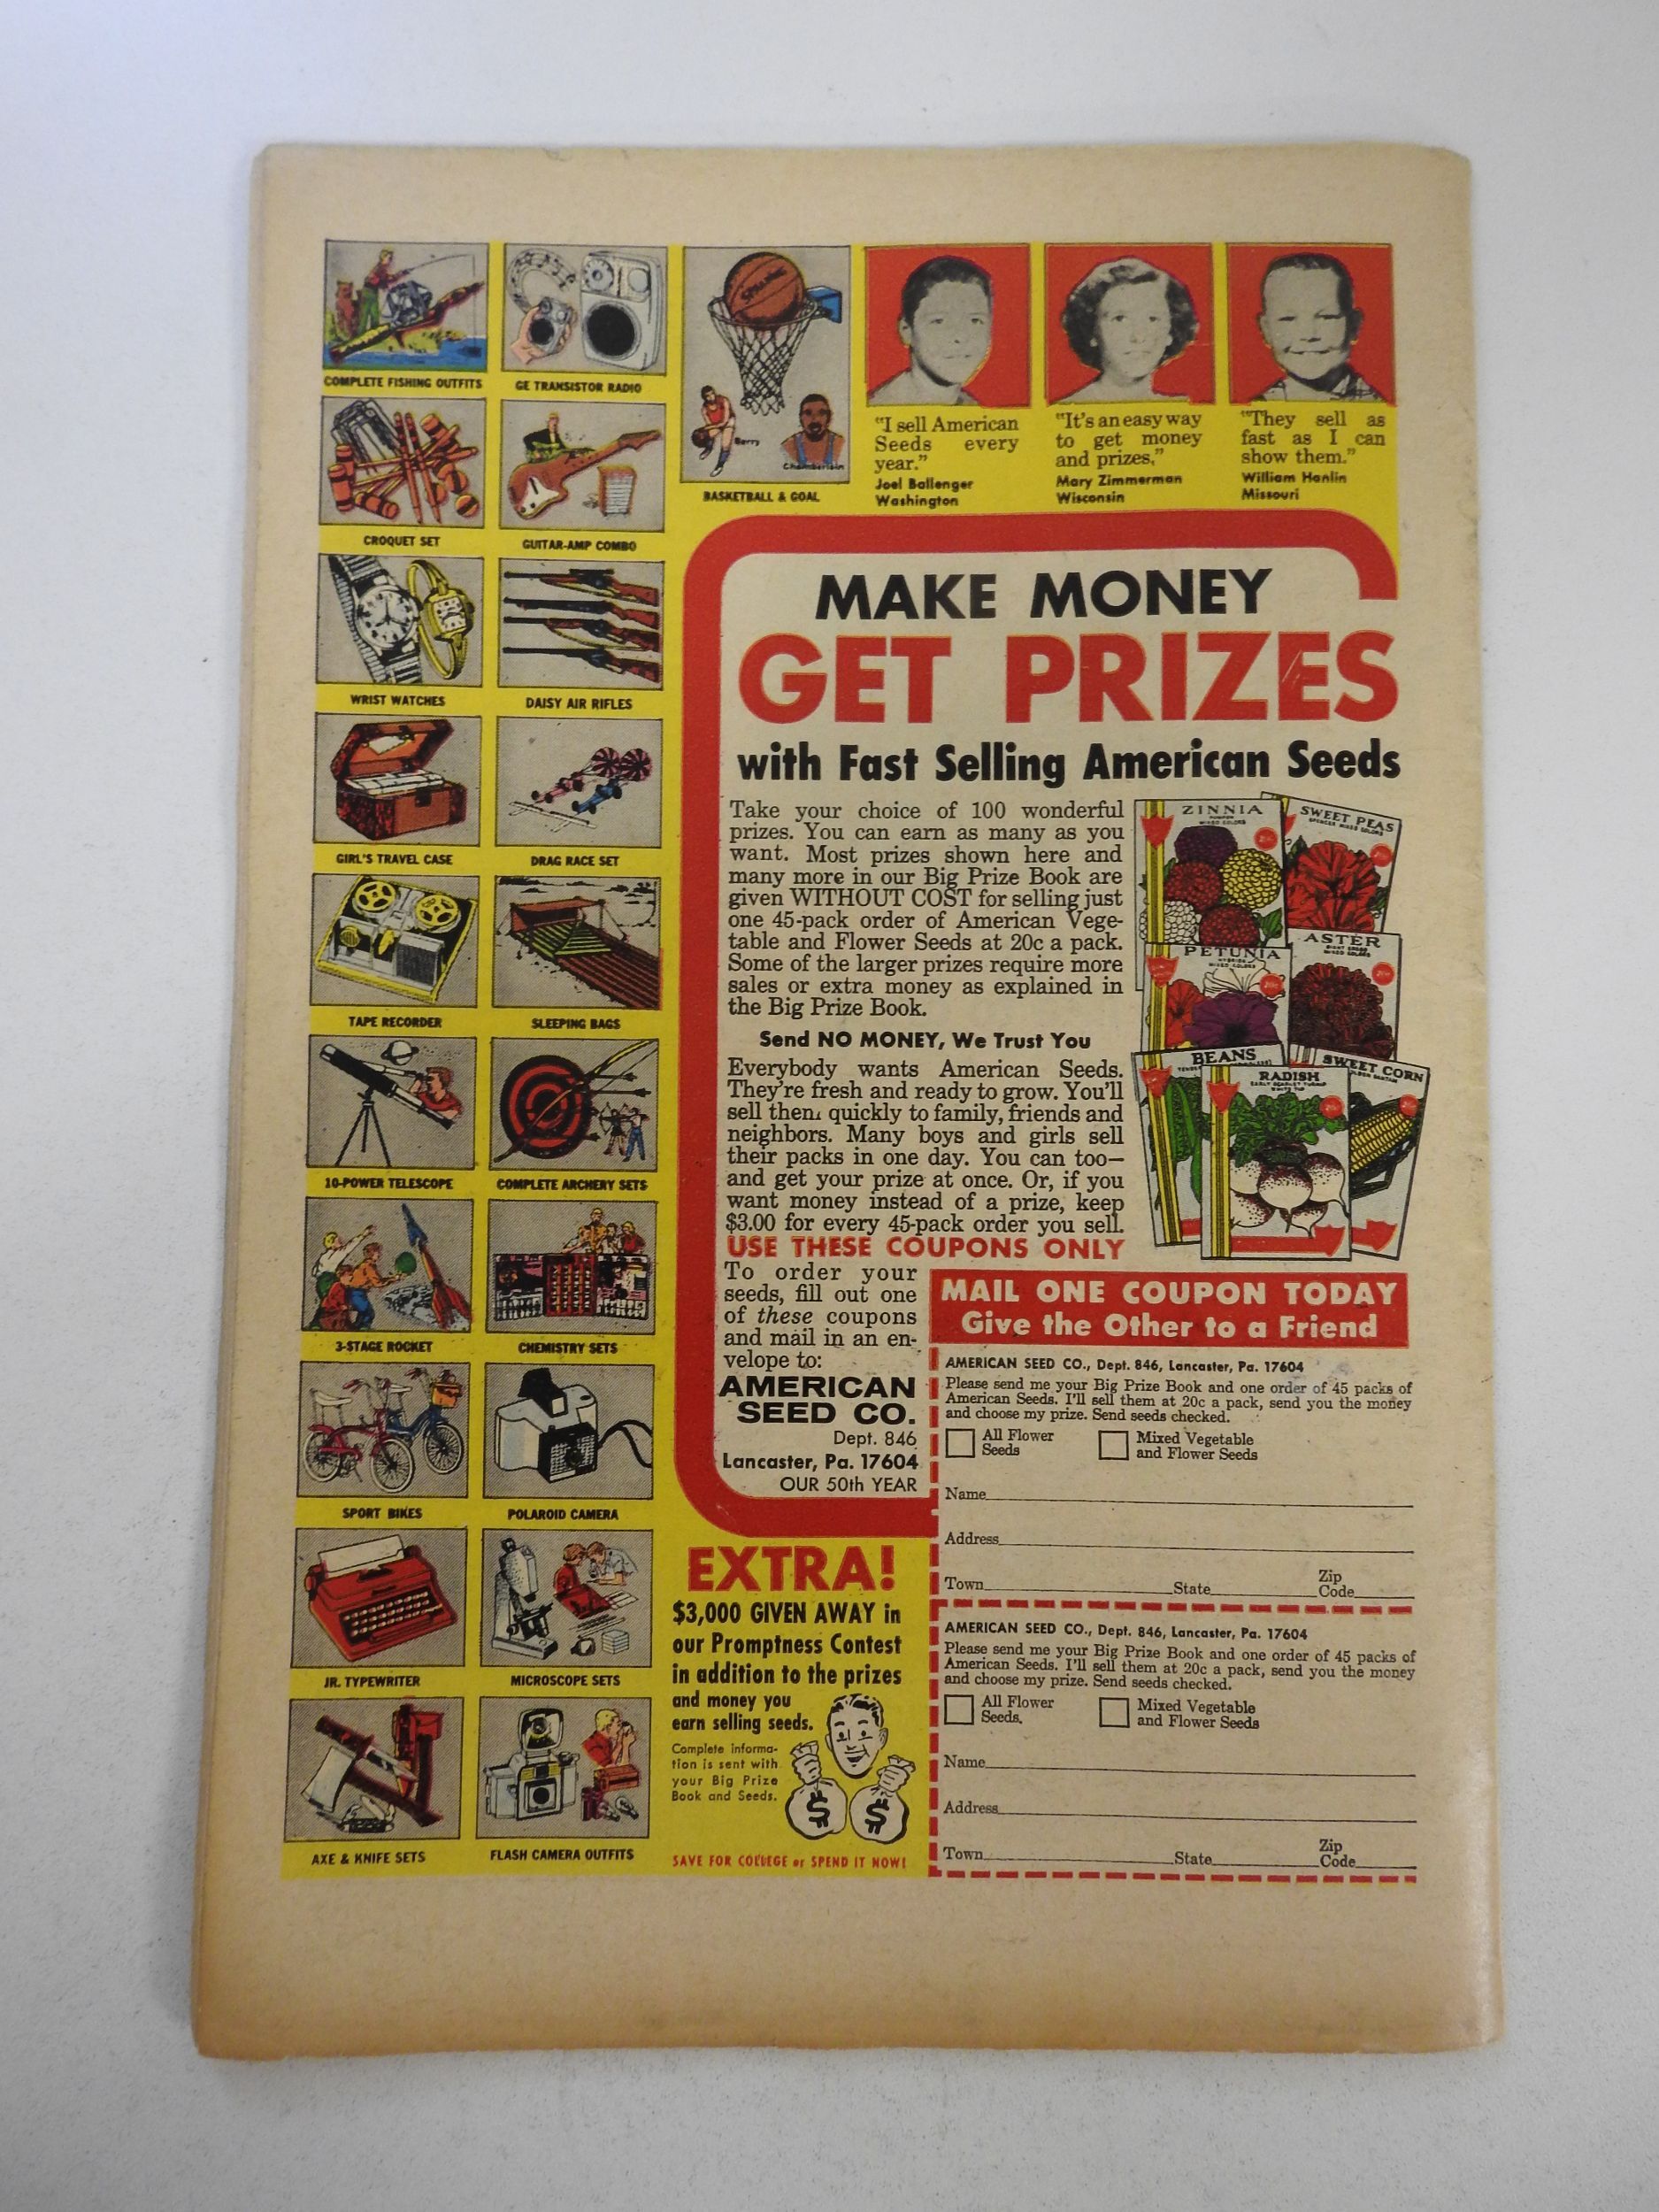 COMPLETE FISHING OUTFITS
GE TRANSISTOR RADIO
SPALDING
Barry
Chamberlain
BASKETBALL & GOAL
CROQUET SET
GUITAR-AMP COMBO
WRIST WATCHES
DAISY AIR RIFLES
GIRL'S TRAVEL CASE
DRAG RACE SET
TAPE RECORDER
SLEEPING BAGS
10-POWER TELESCOPE
COMPLETE ARCHERY SETS
3-STAGE ROCKET
CHEMISTRY SETS
SPORT BIKES
POLAROID CAMERA
JR. TYPEWRITER
MICROSCOPE SETS
AXE & KNIFE SETS
FLASH CAMERA OUTFITS
"I sell American
Seeds every
year."
Joel Ballenger
Washington
"It's an easy way
to get money
and prizes."
Mary Zimmerman
Wisconsin
"They sell as
fast as I can
show them."
William Hanlin
Missouri
MAKE MONEY
GET PRIZES
with Fast Selling American Seeds
Take your choice of 100 wonderful
prizes. You can earn as many as you
want. Most prizes shown here and
many more in our Big Prize Book are
given WITHOUT COST for selling just
one 45-pack order of American Vege-
table and Flower Seeds at 20c a pack.
Some of the larger prizes require more
sales or extra money as explained in
the Big Prize Book.
Send NO MONEY, We Trust You
Everybody wants American Seeds.
They're fresh and ready to grow. You'll
sell them quickly to family, friends and
neighbors. Many boys and girls sell
their packs in one day. You can too—
and get your prize at once. Or, if you
want money instead of a prize, keep
$3.00 for every 45-pack order you sell.
USE THESE COUPONS ONLY
To order your
seeds, fill out one
of these coupons
and mail in an en-
velope to:
AMERICAN
SEED CO.
Dept. 846
Lancaster, Pa. 17604
OUR 50th YEAR
ZINNIA
MIXED COLORS
SWEET PEAS
SPENCER MIXED COLORS
PETUNIA
MIXED COLORS
ASTER
MIXED COLORS
BEANS
RADISH
EARLY SCARLET TURNIP
WHITE TIP
SWEET CORN
GOLDEN BANTAM
MAIL ONE COUPON TODAY
Give the Other to a Friend
AMERICAN SEED CO., Dept. 846, Lancaster, Pa. 17604
Please send me your Big Prize Book and one order of 45 packs of
American Seeds. I'll sell them at 20c a pack, send you the money
and choose my prize. Send seeds checked.
All Flower
Seeds
Mixed Vegetable
and Flower Seeds
Name
Address
Town State Zip
Code
AMERICAN SEED CO., Dept. 846, Lancaster, Pa. 17604
Please send me your Big Prize Book and one order of 45 packs of
American Seeds. I'll sell them at 20c a pack, send you the money
and choose my prize. Send seeds checked.
All Flower
Seeds.
Mixed Vegetable
and Flower Seeds
Name
Address
Town State Zip
Code
EXTRA!
$3,000 GIVEN AWAY in
our Promptness Contest
in addition to the prizes
and money you
earn selling seeds.
Complete informa-
tion is sent with
your Big Prize
Book and Seeds.
$ $
SAVE FOR COLLEGE or SPEND IT NOW!